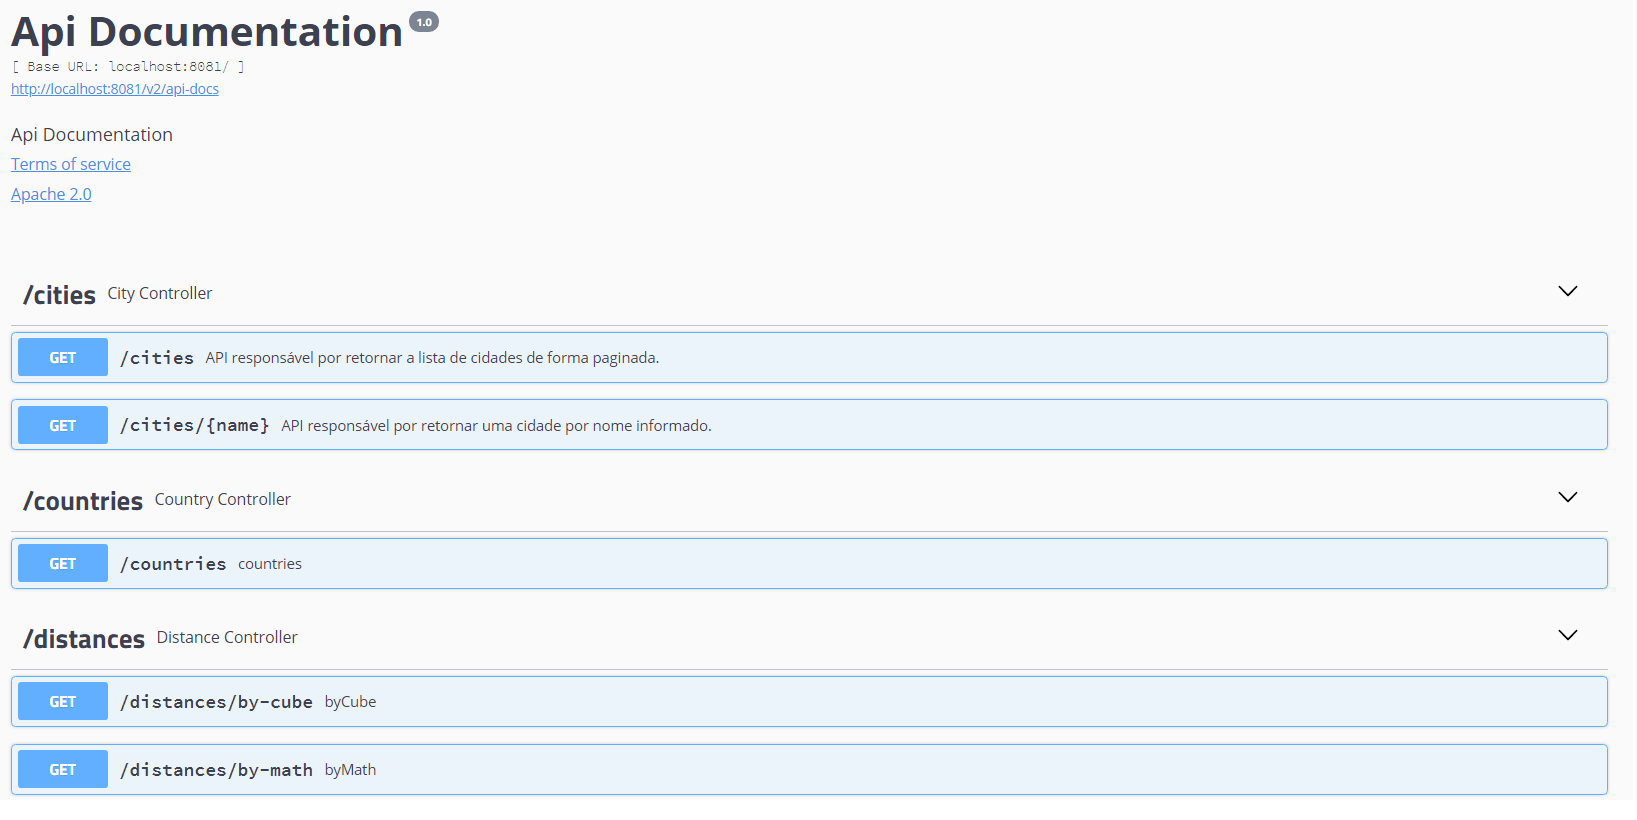 Api Documentation 1.0
[ Base URL: localhost:8081/ ]
http://localhost:8081/v2/api-docs
Api Documentation
Terms of service
Apache 2.0
/cities City Controller
GET /cities API responsável por retornar a lista de cidades de forma paginada.
GET /cities/{name} API responsável por retornar uma cidade por nome informado.
/countries Country Controller
GET /countries countries
/distances Distance Controller
GET /distances/by-cube byCube
GET /distances/by-math byMath